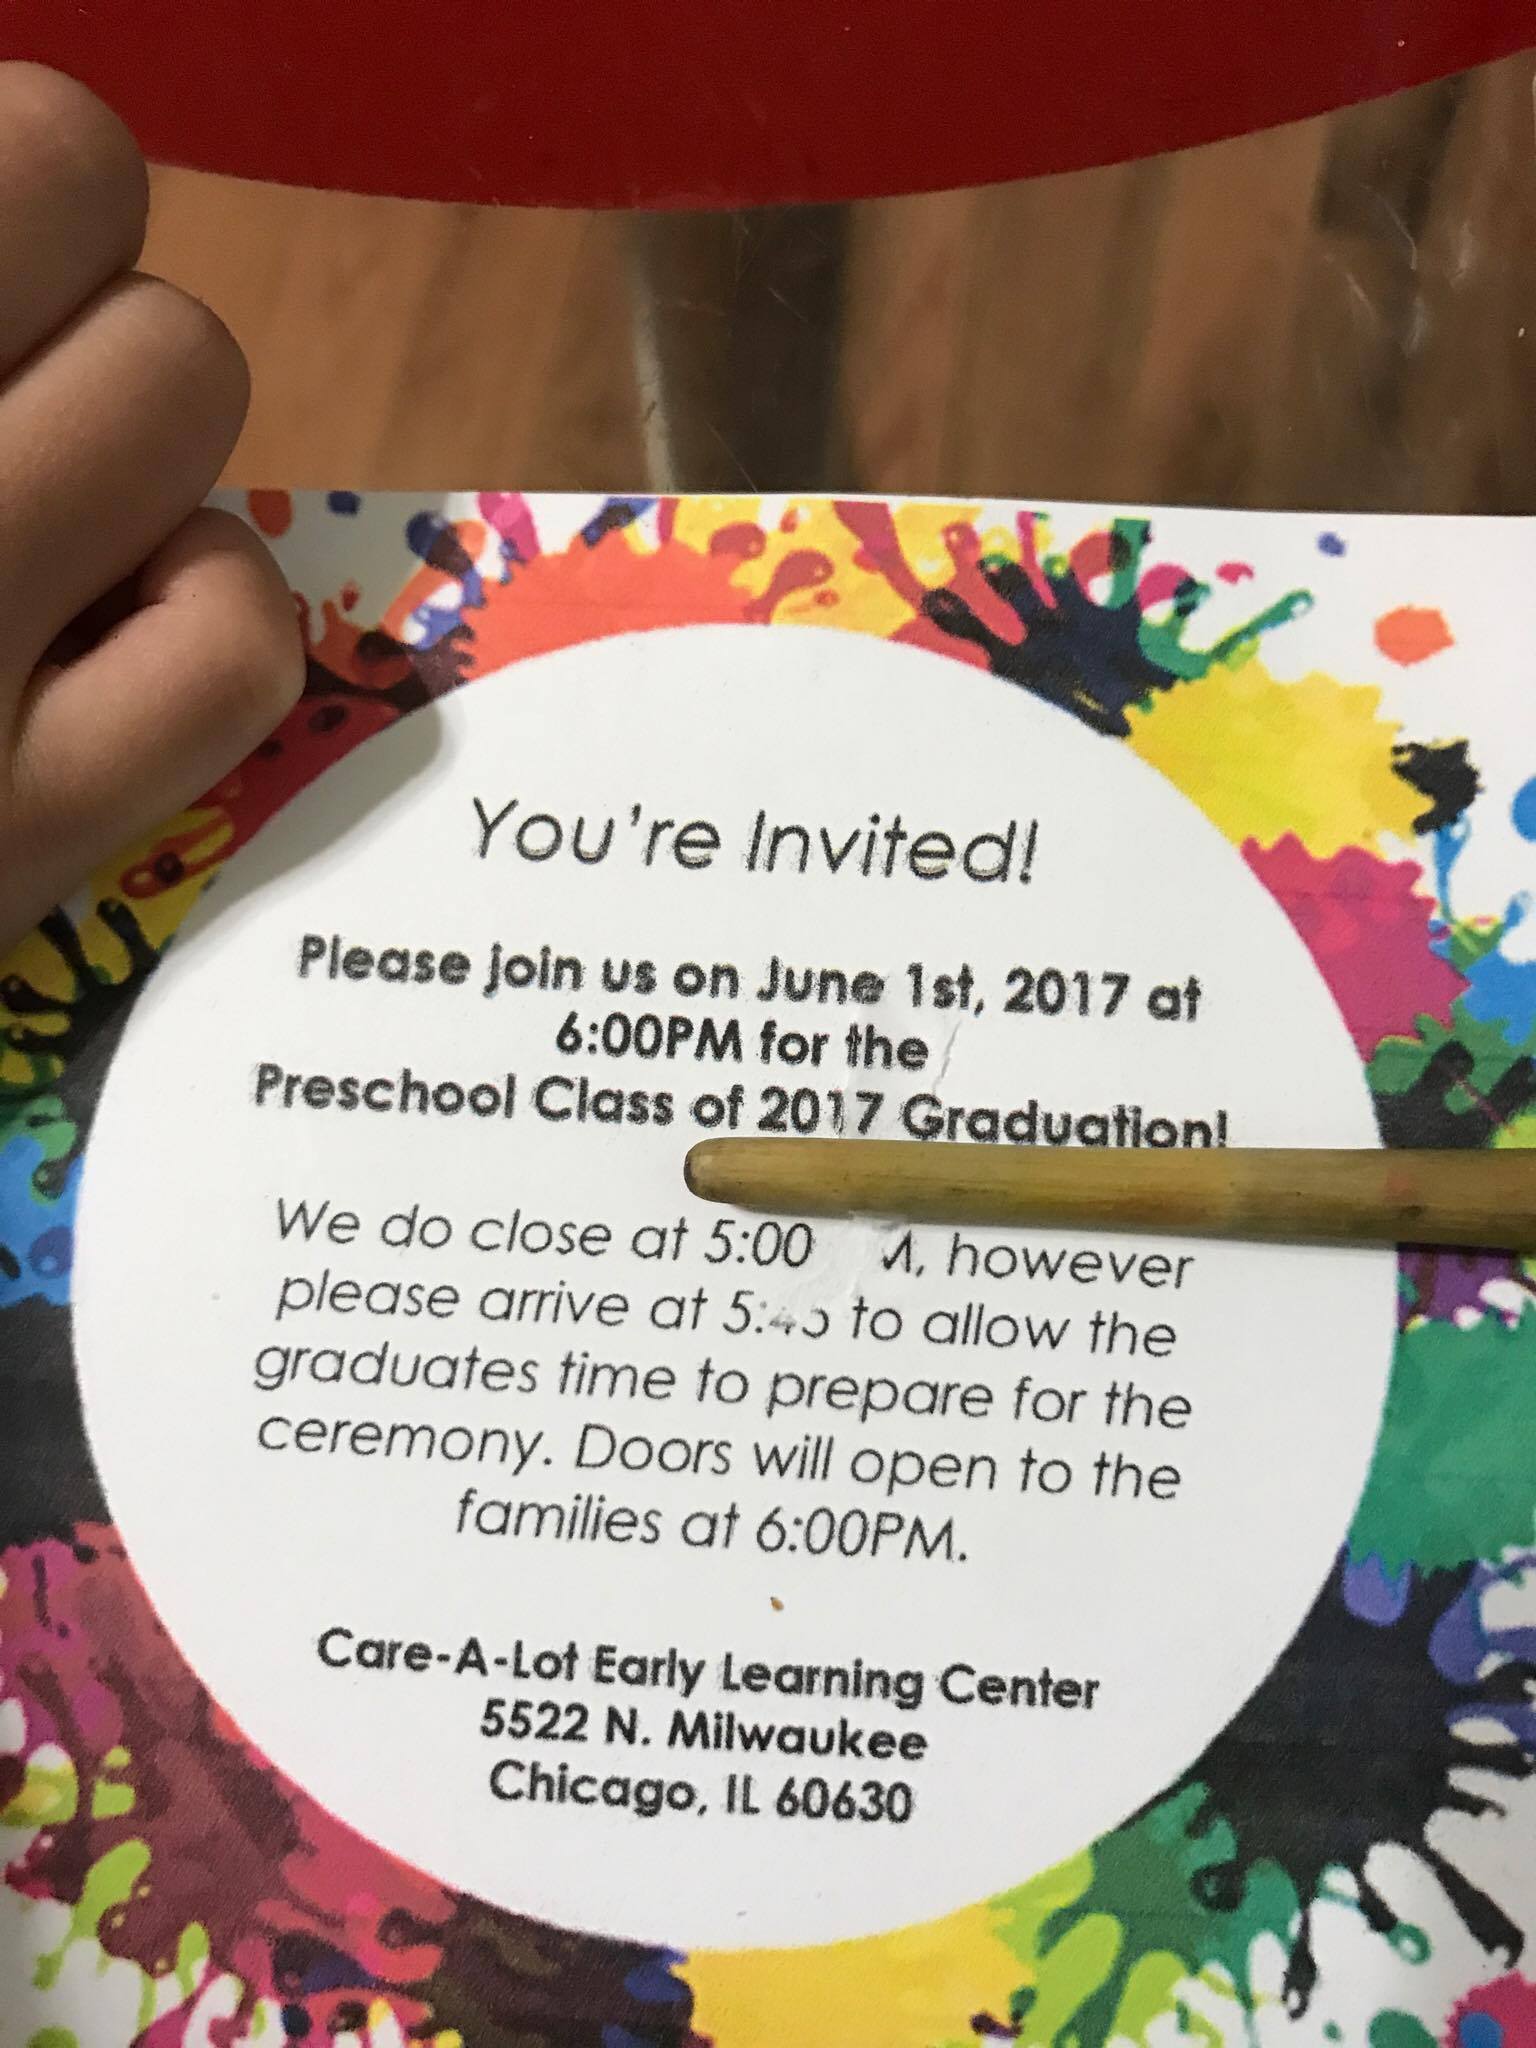 You're Invited!
Please join us on June 1st, 2017 at
6:00PM for the
Preschool Class of 2017 Graduation!
We do close at 5:00 M, however
please arrive at 5:45 to allow the
graduates time to prepare for the
ceremony. Doors will open to the
families at 6:00PM.
Care-A-Lot Early Learning Center
5522 N. Milwaukee
Chicago, IL 60630